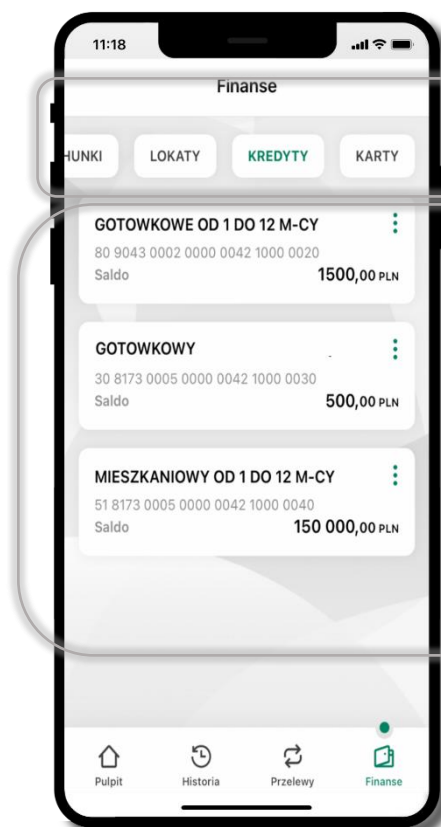 11:18
Finanse
HUNKI LOKATY KREDYTY KARTY
GOTOWKOWE OD 1 DO 12 M-CY
80 9043 0002 0000 0042 1000 0020
Saldo 1500,00 PLN
GOTOWKOWY
30 8173 0005 0000 0042 1000 0030
Saldo 500,00 PLN
MIESZKANIOWY OD 1 DO 12 M-CY
51 8173 0005 0000 0042 1000 0040
Saldo 150 000,00 PLN
Pulpit Historia Przelewy Finanse